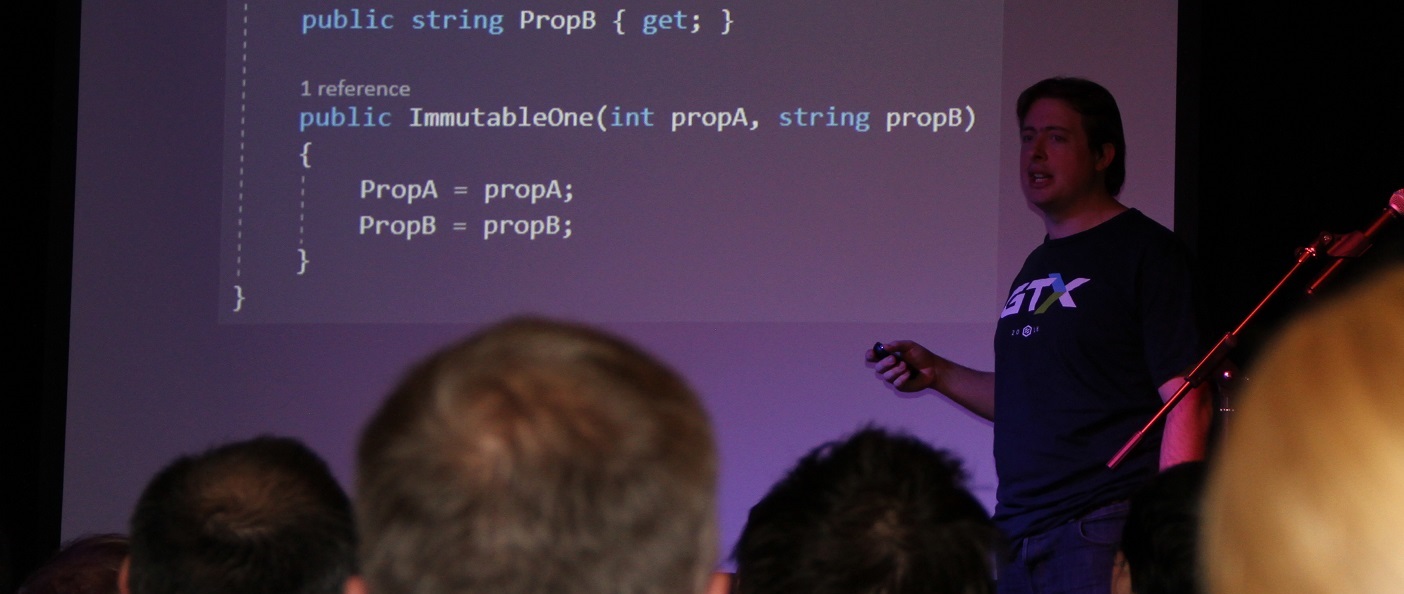 public string PropB { get; }
1 reference
public ImmutableOne(int propA, string propB)
{
PropA = propA;
PropB = propB;
}
}
GTX